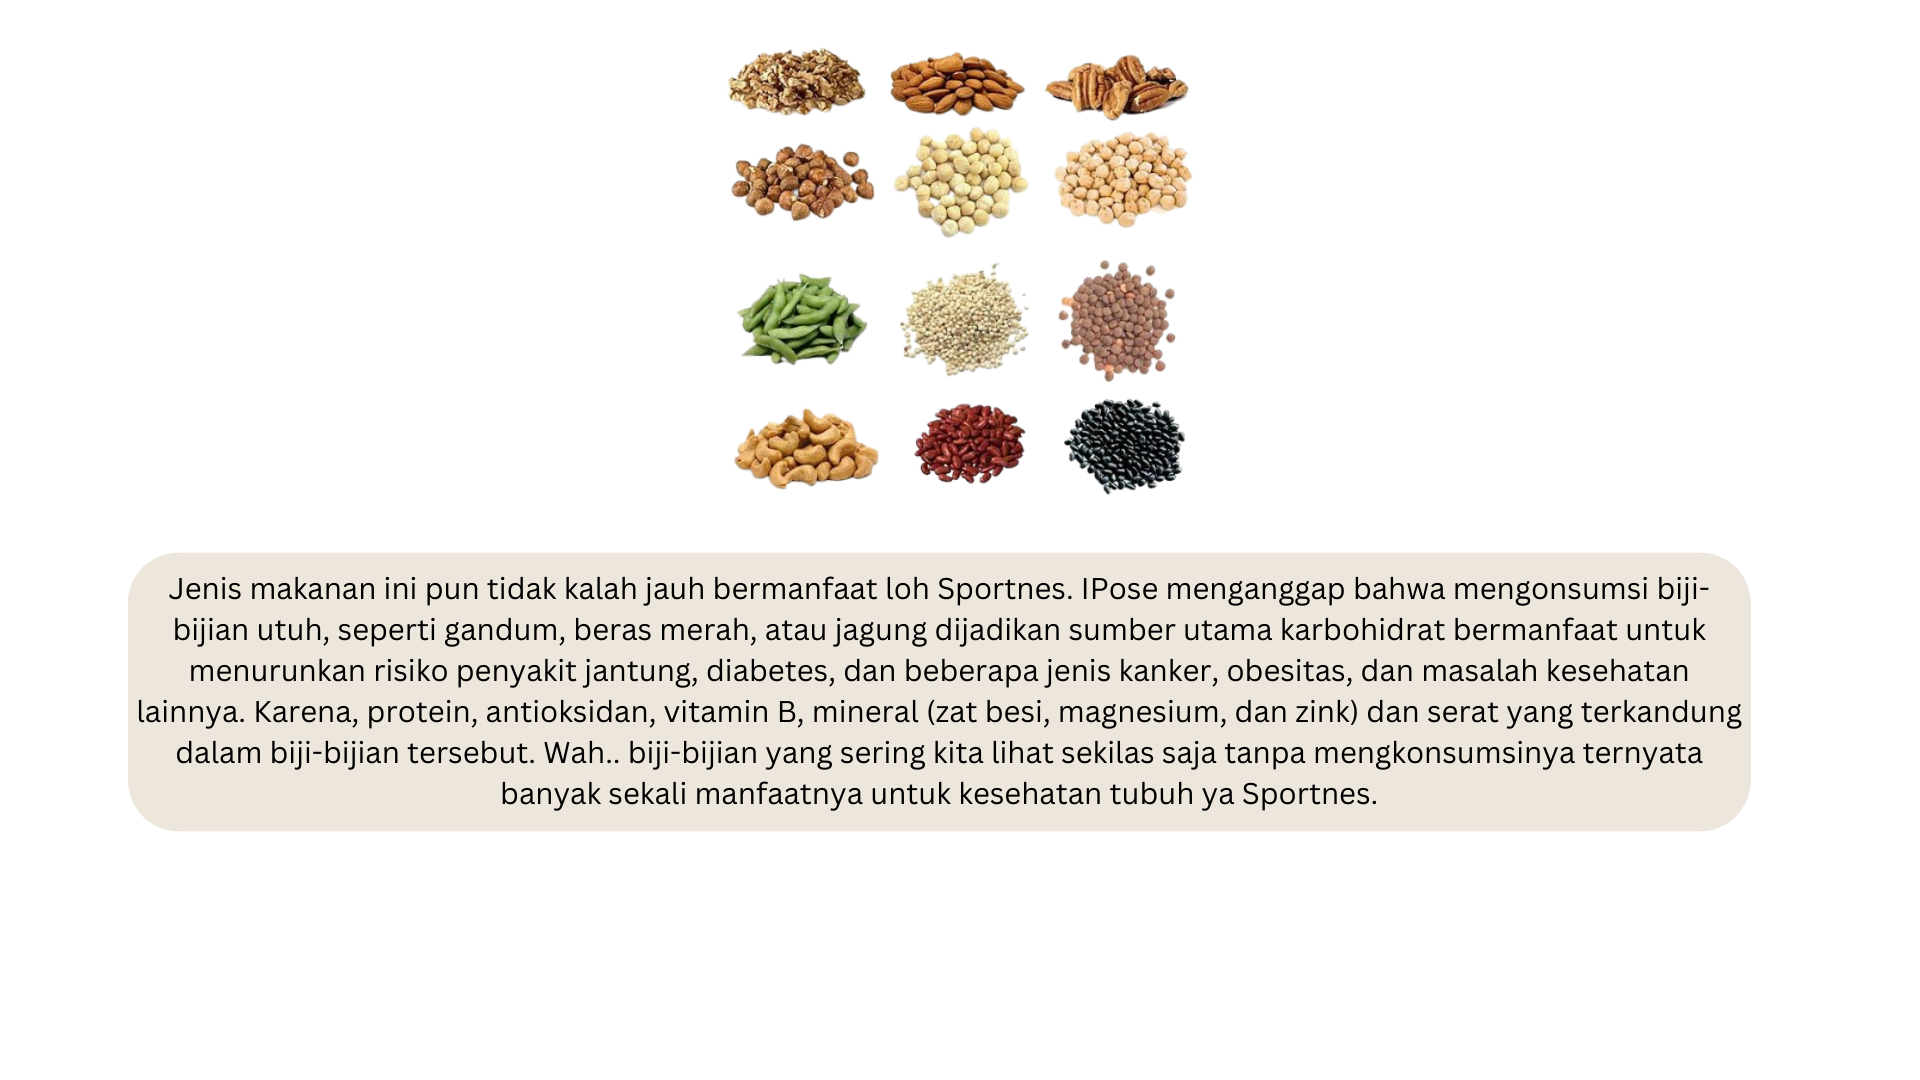 Jenis makanan ini pun tidak kalah jauh bermanfaat loh Sportnes. IPose menganggap bahwa mengonsumsi biji-
bijian utuh, seperti gandum, beras merah, atau jagung dijadikan sumber utama karbohidrat bermanfaat untuk
menurunkan risiko penyakit jantung, diabetes, dan beberapa jenis kanker, obesitas, dan masalah kesehatan
lainnya. Karena, protein, antioksidan, vitamin B, mineral (zat besi, magnesium, dan zink) dan serat yang terkandung
dalam biji-bijian tersebut. Wah.. biji-bijian yang sering kita lihat sekilas saja tanpa mengkonsumsinya ternyata
banyak sekali manfaatnya untuk kesehatan tubuh ya Sportnes.